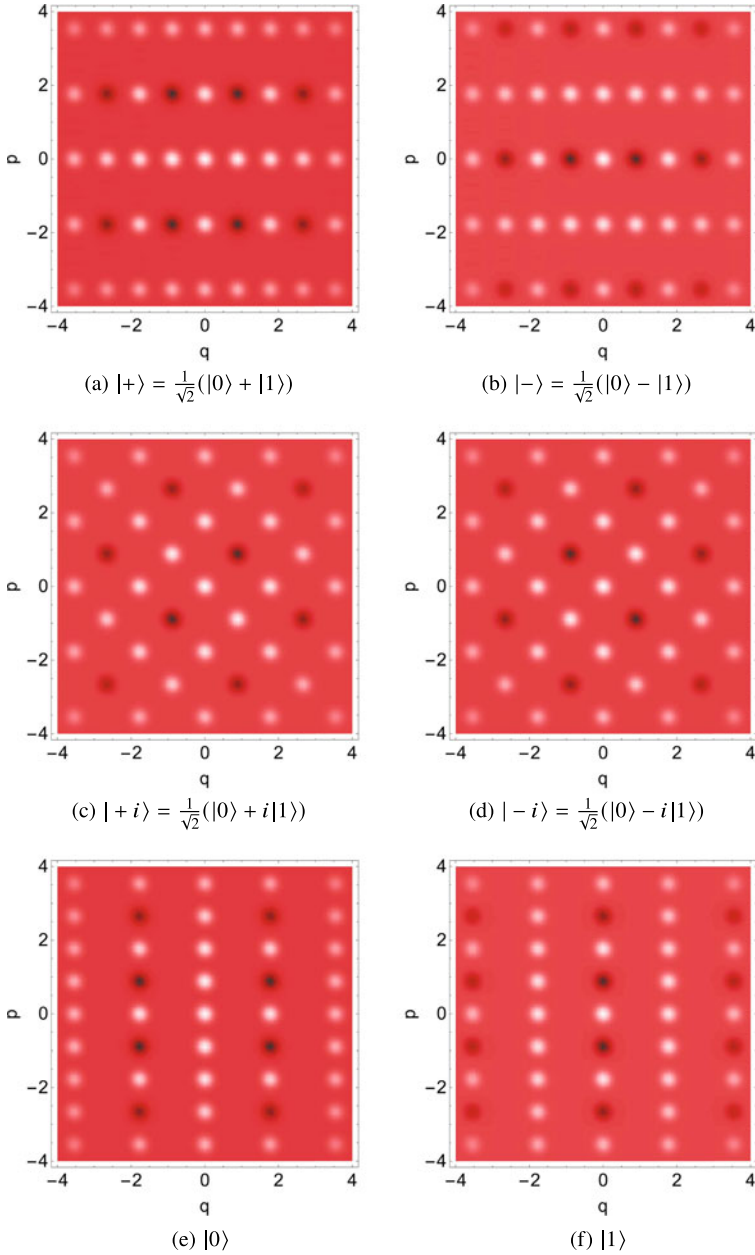 4
2
p
0
−2
−4
−4 −2 0 2 4
q
(a) |+⟩ = 1/√2(|0⟩ + |1⟩)
4
2
p
0
−2
−4
−4 −2 0 2 4
q
(b) |−⟩ = 1/√2(|0⟩ − |1⟩)
4
2
p
0
−2
−4
−4 −2 0 2 4
q
(c) | + i⟩ = 1/√2(|0⟩ + i|1⟩)
4
2
p
0
−2
−4
−4 −2 0 2 4
q
(d) | − i⟩ = 1/√2(|0⟩ − i|1⟩)
4
2
p
0
−2
−4
−4 −2 0 2 4
q
(e) |0⟩
4
2
p
0
−2
−4
−4 −2 0 2 4
q
(f) |1⟩